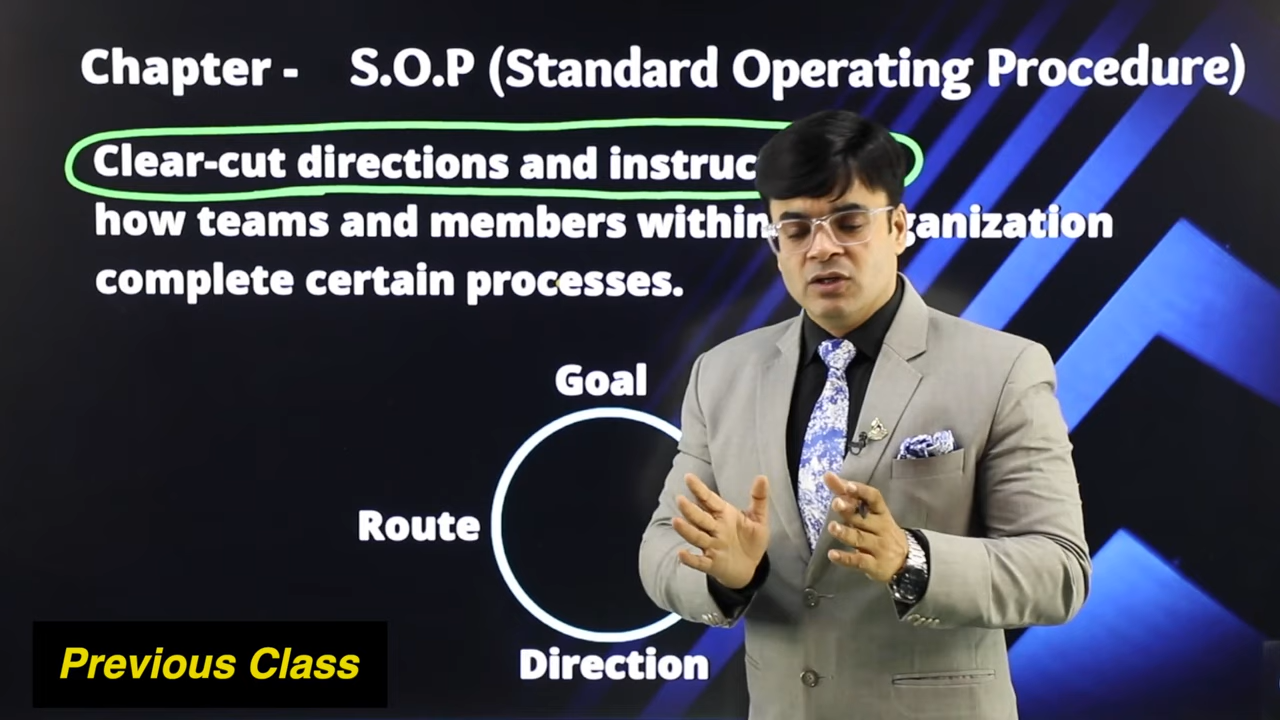 Chapter - S.O.P (Standard Operating Procedure)
Clear-cut directions and
how teams and members within
complete certain processes.
Goal
Route
Direction
Previous Class